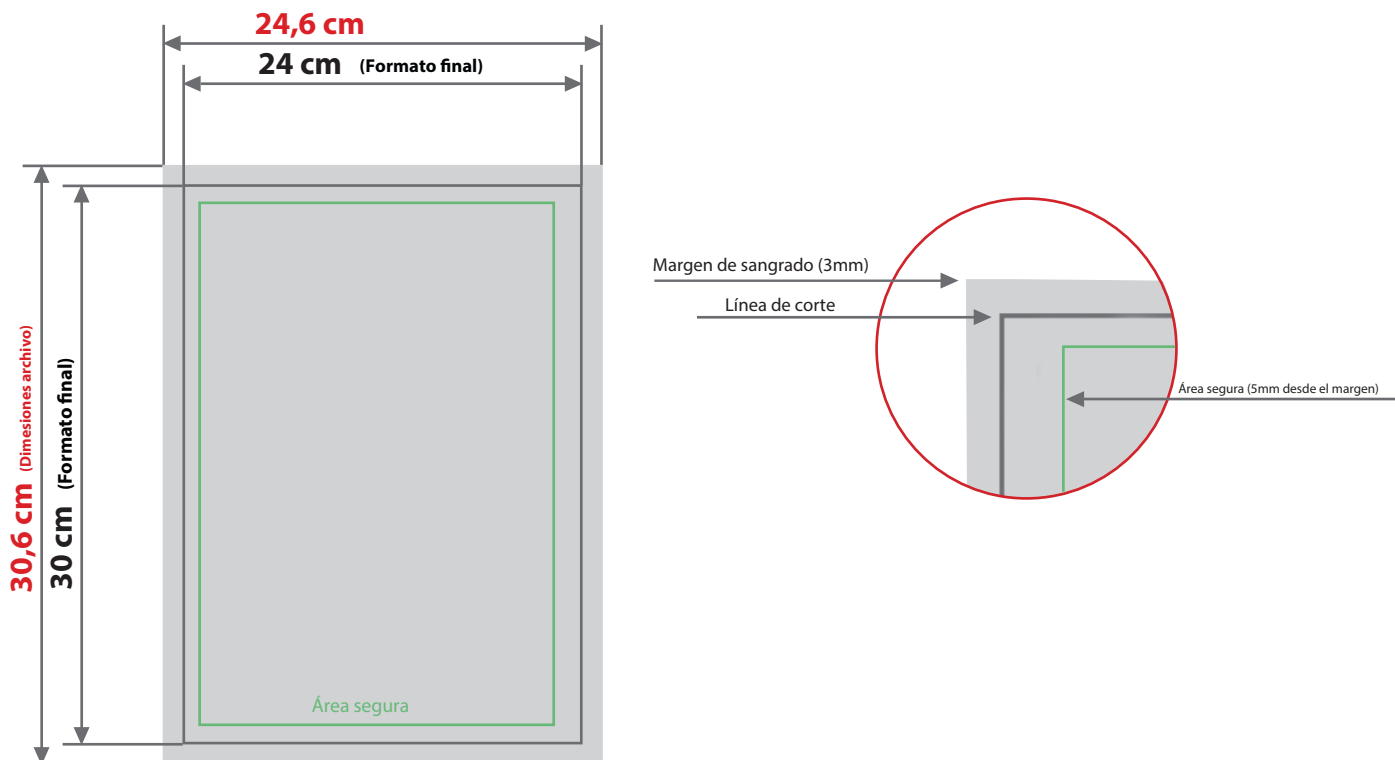 24,6 cm
24 cm (Formato final)
30,6 cm (Dimesiones archivo)
30 cm (Formato final)
Área segura
Margen de sangrado (3mm)
Línea de corte
Área segura (5mm desde el margen)